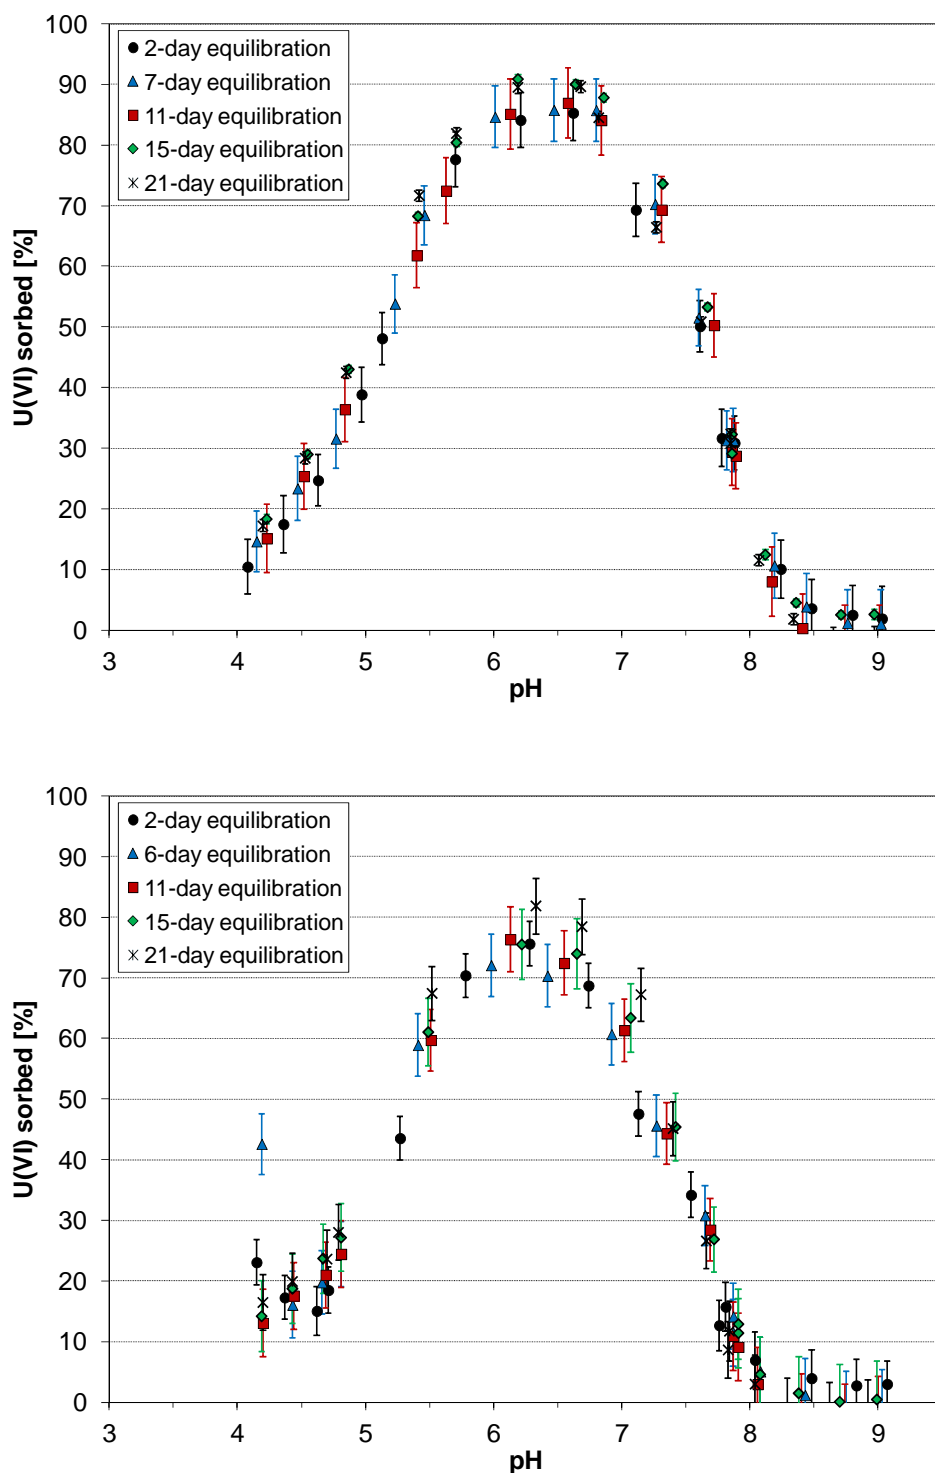 100
90
80
70
60
50
40
30
20
10
0
U(VI) sorbed [%]
2-day equilibration
7-day equilibration
11-day equilibration
15-day equilibration
21-day equilibration
3 4 5 6 7 8 9
pH
100
90
80
70
60
50
40
30
20
10
0
U(VI) sorbed [%]
2-day equilibration
6-day equilibration
11-day equilibration
15-day equilibration
21-day equilibration
3 4 5 6 7 8 9
pH